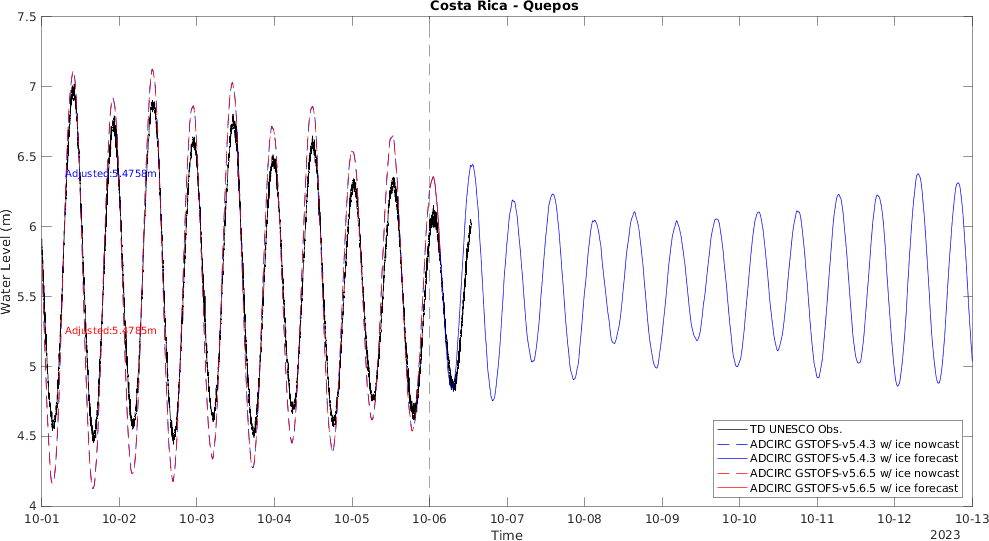 Costa Rica - Quepos
7.5
7
6.5
6
5.5
5
4.5
4
Water Level (m)
Adjusted:5.4758m
Adjusted:5.4785m
TD UNESCO Obs.
ADCIRC GSTOFS-v5.4.3 w/ ice nowcast
ADCIRC GSTOFS-v5.4.3 w/ ice forecast
ADCIRC GSTOFS-v5.6.5 w/ ice nowcast
ADCIRC GSTOFS-v5.6.5 w/ ice forecast
10-01 10-02 10-03 10-04 10-05 10-06 10-07 10-08 10-09 10-10 10-11 10-12 10-13
Time
2023